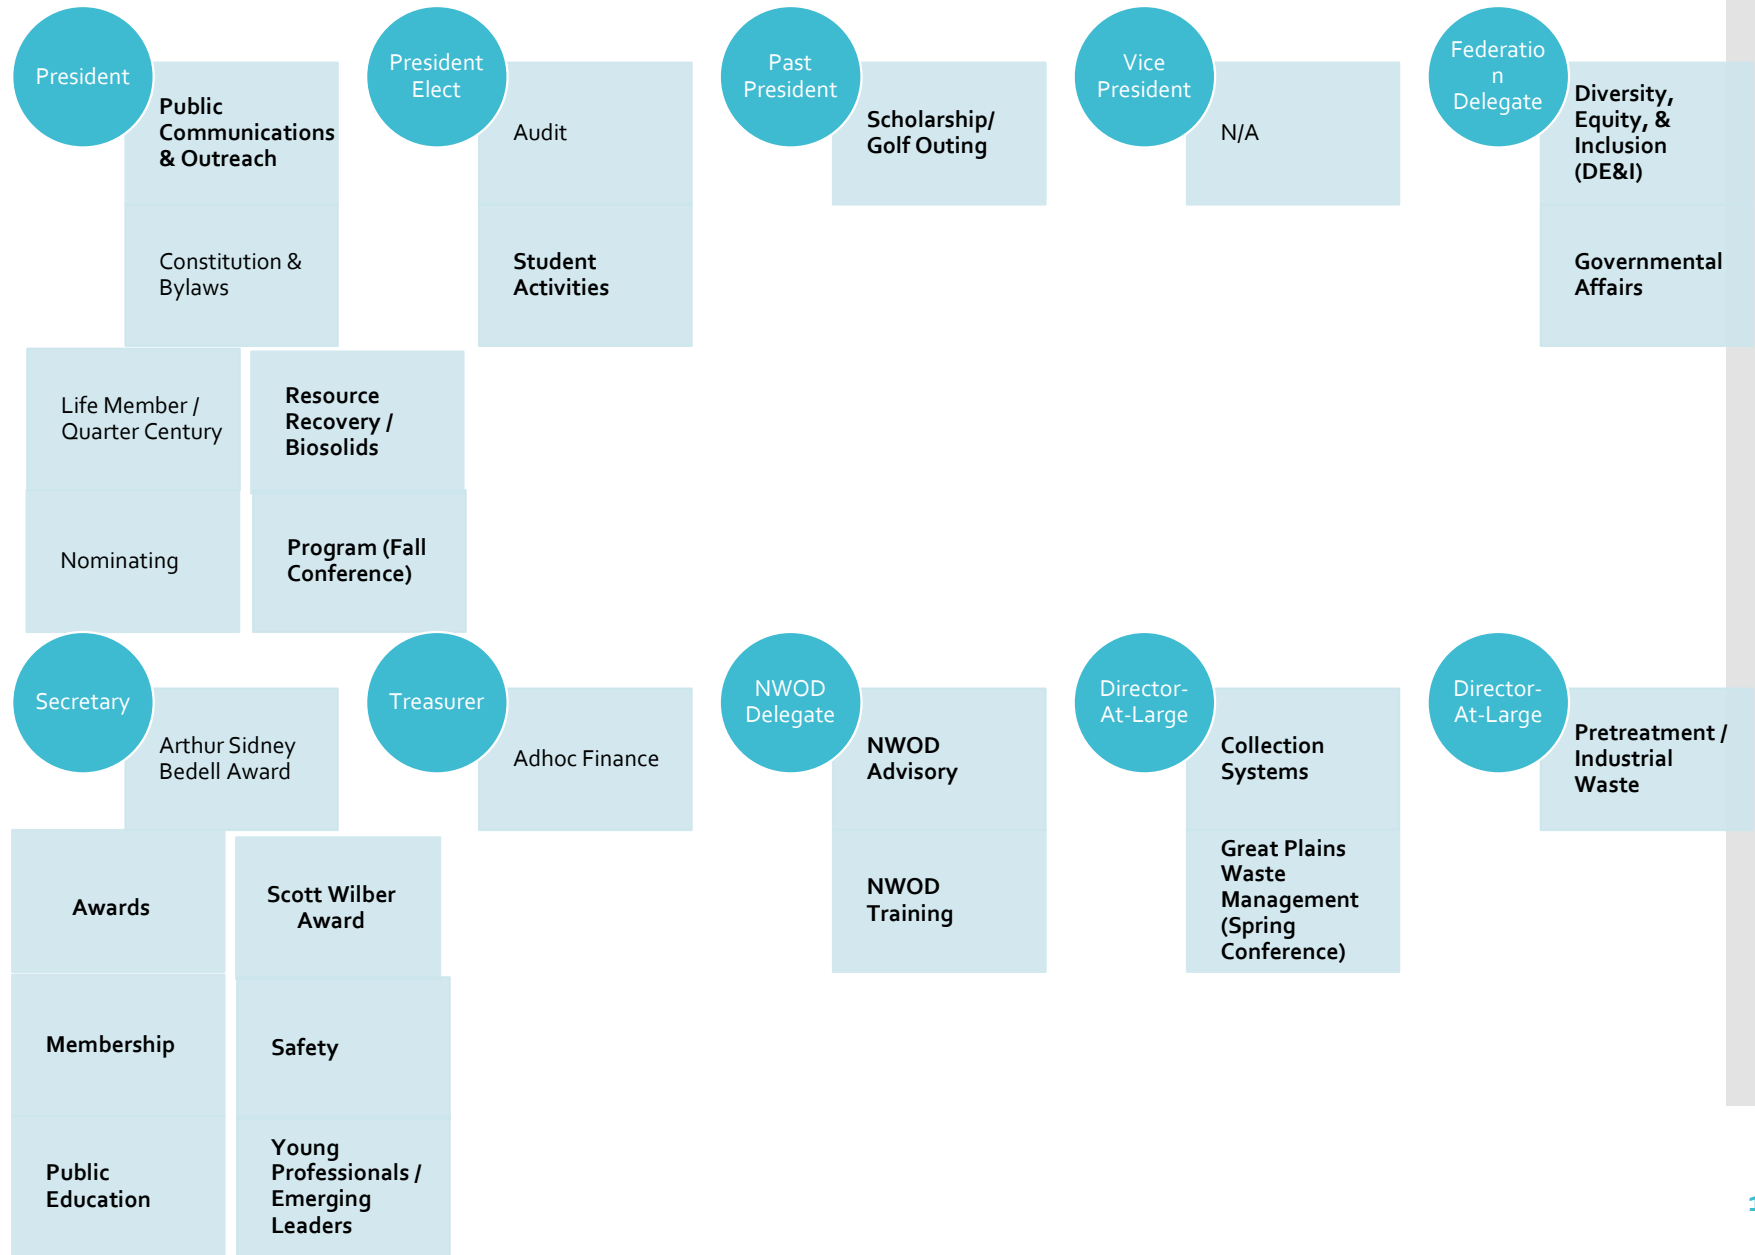 President
Public
Communications
& Outreach
Constitution &
Bylaws
Life Member /
Quarter Century
Resource
Recovery /
Biosolids
Nominating
Program (Fall
Conference)
President
Elect
Audit
Student
Activities
Past
President
Scholarship/
Golf Outing
Vice
President
N/A
Federatio
n
Delegate
Diversity,
Equity, &
Inclusion
(DE&I)
Governmental
Affairs
Secretary
Arthur Sidney
Bedell Award
Awards
Scott Wilber
Award
Membership
Safety
Public
Education
Young
Professionals /
Emerging
Leaders
Treasurer
Adhoc Finance
NWOD
Delegate
NWOD
Advisory
NWOD
Training
Director-
At-Large
Collection
Systems
Great Plains
Waste
Management
(Spring
Conference)
Director-
At-Large
Pretreatment /
Industrial
Waste